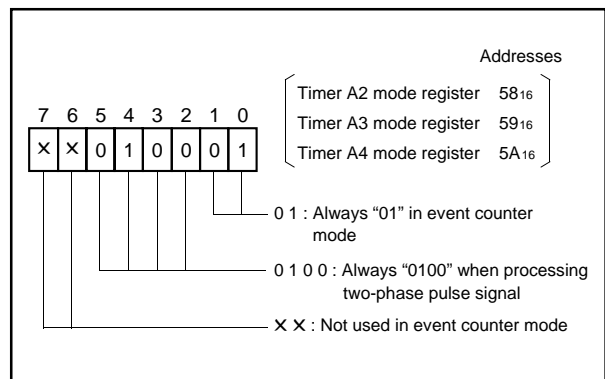 Addresses
Timer A2 mode register 58₁₆
Timer A3 mode register 59₁₆
Timer A4 mode register 5A₁₆
7 6 5 4 3 2 1 0
× × 0 1 0 0 0 1
0 1 : Always “01” in event counter
mode
0 1 0 0 : Always “0100” when processing
two-phase pulse signal
× × : Not used in event counter mode